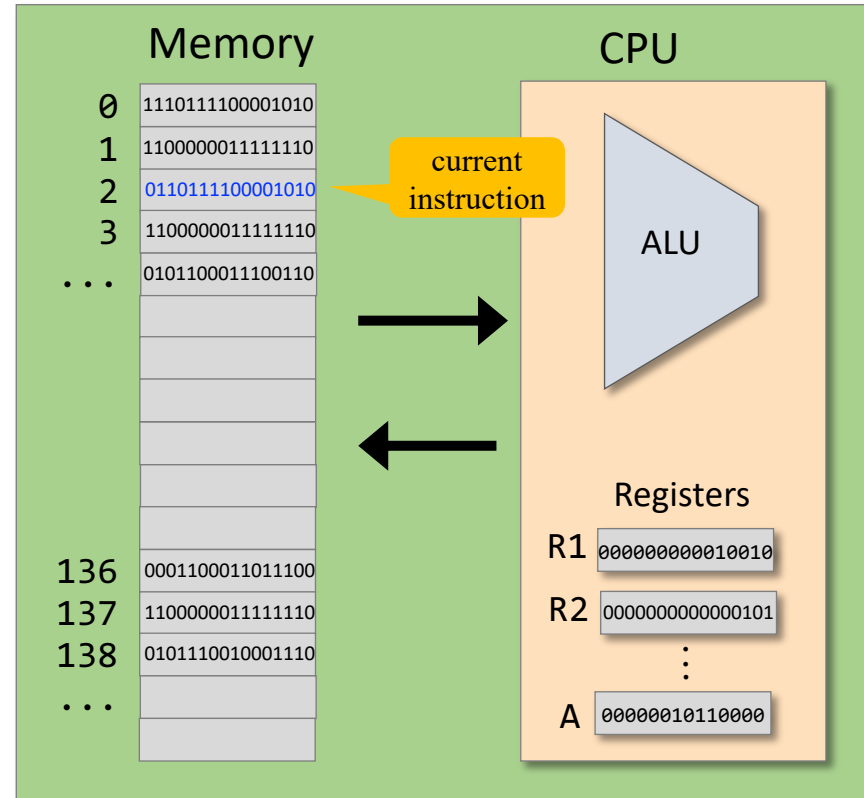 Memory
CPU
0 1110111100001010
1 1100000011111110
2 0110111100001010
3 1100000011111110
... 0101100011100110
current
instruction
ALU
136 0001100011011100
137 1100000011111110
138 0101110010001110
...
Registers
R1 000000000010010
R2 0000000000000101
A 00000010110000